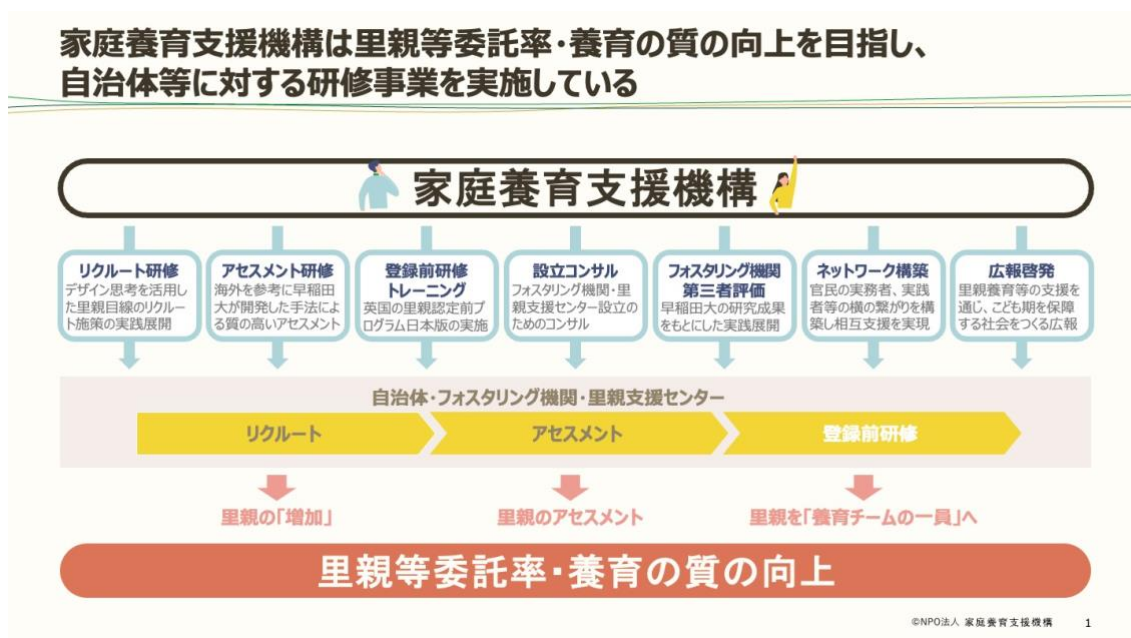 家庭養育支援機構は里親等委託率・養育の質の向上を目指し、
自治体等に対する研修事業を実施している
家庭養育支援機構
リクルート研修
デザイン思考を活用し
た里親目線のリクルー
ト施策の実践展開
アセスメント研修
海外を参考に早稲田
大が開発した手法によ
る質の高いアセスメント
登録前研修
トレーニング
英国の里親認定前プ
ログラム日本版の実施
設立コンサル
フォスタリング機関・里
親支援センター設立の
ためのコンサル
フォスタリング機関
第三者評価
早稲田大の研究成果
をもとにした実践展開
ネットワーク構築
官民の実務者、実践
者等の横の繋がりを構
築し相互支援を実現
広報啓発
里親養育等の支援を
通じ、こども期を保障
する社会をつくる広報
自治体・フォスタリング機関・里親支援センター
リクルート
アセスメント
登録前研修
里親の「増加」
里親のアセスメント
里親を「養育チームの一員」へ
里親等委託率・養育の質の向上
©NPO法人 家庭養育支援機構 1